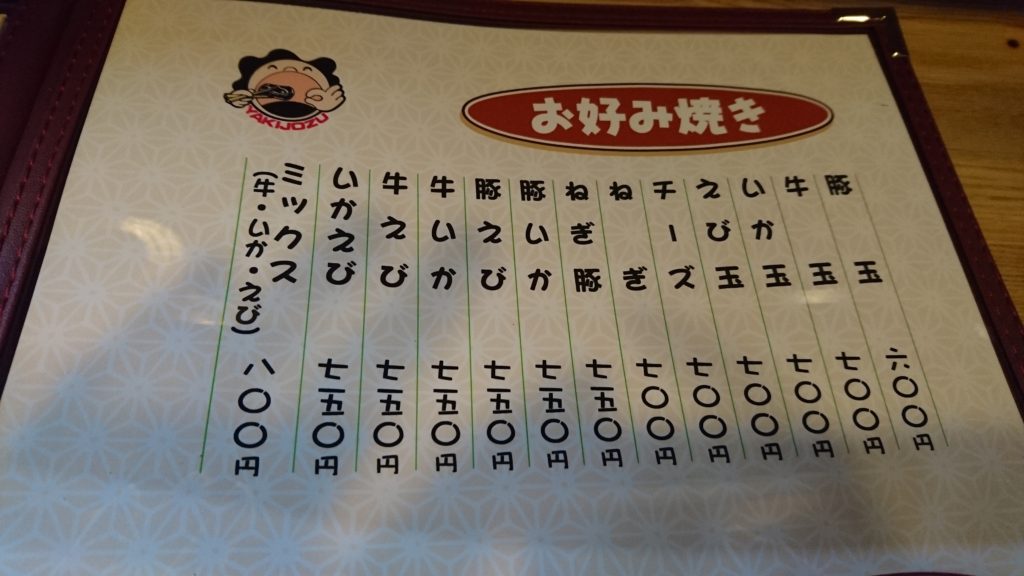 お好み焼き
豚玉 六〇〇円
牛玉 七〇〇円
いか玉 七〇〇円
えび玉 七〇〇円
チーズ 七〇〇円
ねぎ 七〇〇円
ねぎ豚 七五〇円
豚いか 七五〇円
豚えび 七五〇円
牛いか 七五〇円
牛えび 七五〇円
いかえび 七五〇円
ミックス
(牛・いか・えび) 八〇〇円
YAKIJOZU